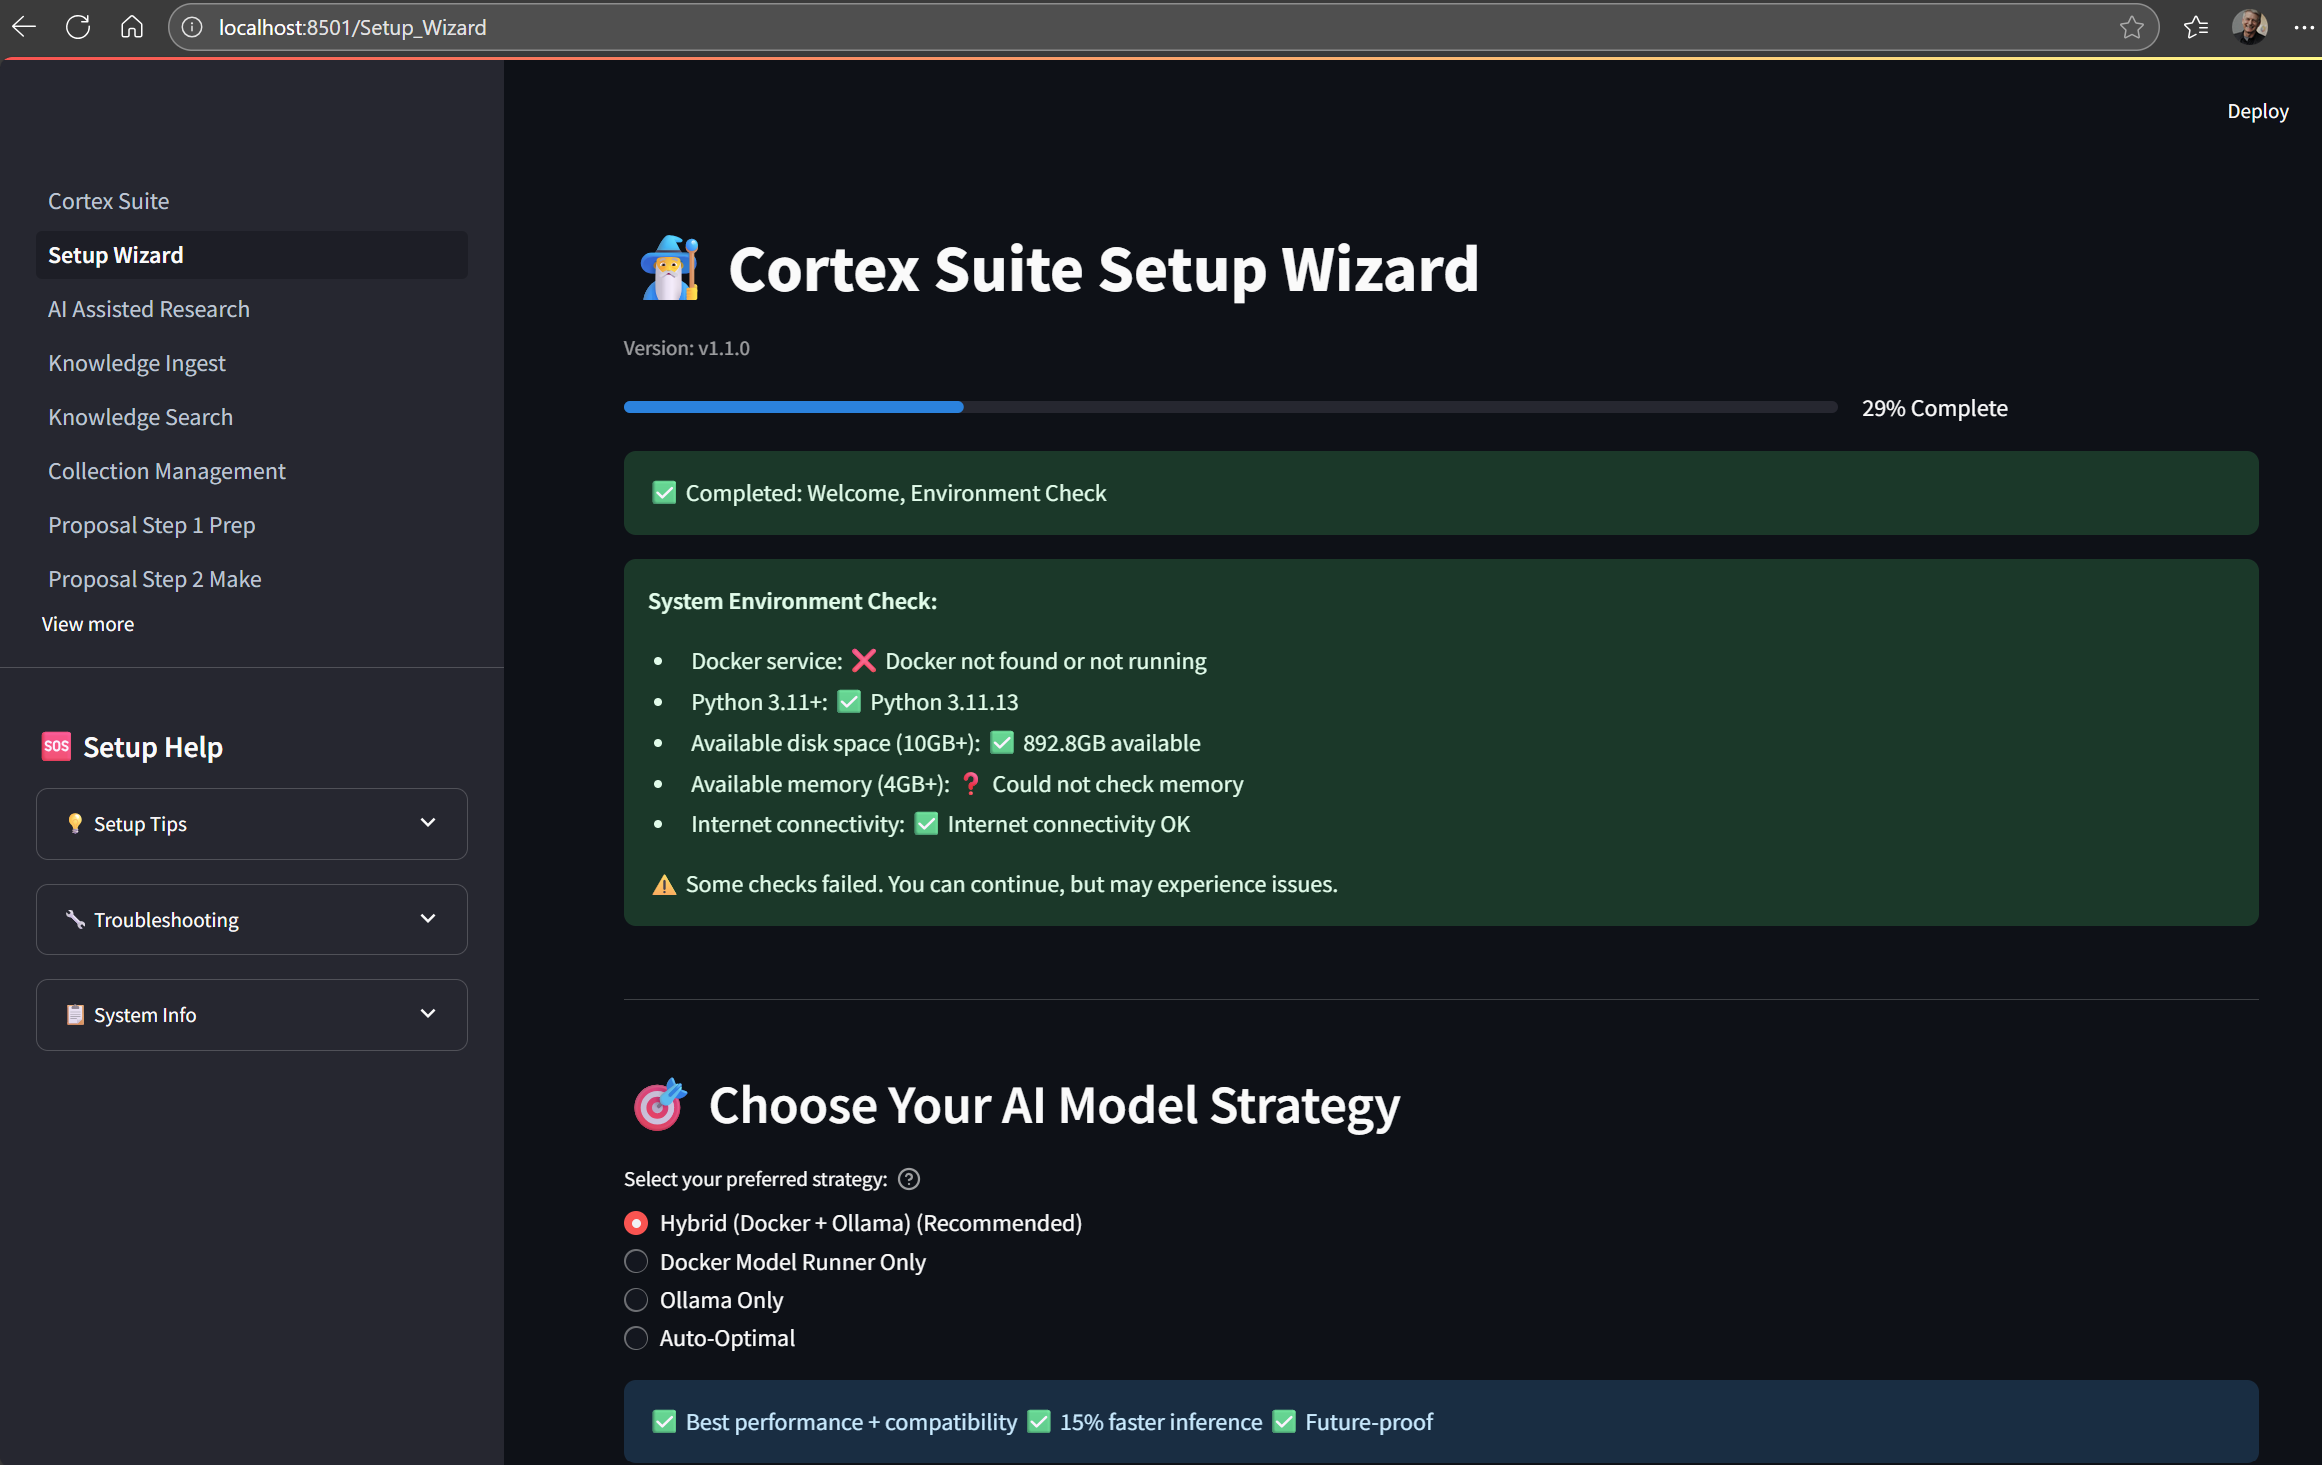 localhost:8501/Setup_Wizard
Deploy
Cortex Suite
Setup Wizard
AI Assisted Research
Knowledge Ingest
Knowledge Search
Collection Management
Proposal Step 1 Prep
Proposal Step 2 Make
View more
SOS Setup Help
Setup Tips
Troubleshooting
System Info
Cortex Suite Setup Wizard
Version: v1.1.0
29% Complete
✅ Completed: Welcome, Environment Check
System Environment Check:
• Docker service: ❌ Docker not found or not running
• Python 3.11+: ✅ Python 3.11.13
• Available disk space (10GB+): ✅ 892.8GB available
• Available memory (4GB+): ❓ Could not check memory
• Internet connectivity: ✅ Internet connectivity OK
⚠️ Some checks failed. You can continue, but may experience issues.
Choose Your AI Model Strategy
Select your preferred strategy: ?
Hybrid (Docker + Ollama) (Recommended)
Docker Model Runner Only
Ollama Only
Auto-Optimal
✅ Best performance + compatibility ✅ 15% faster inference ✅ Future-proof